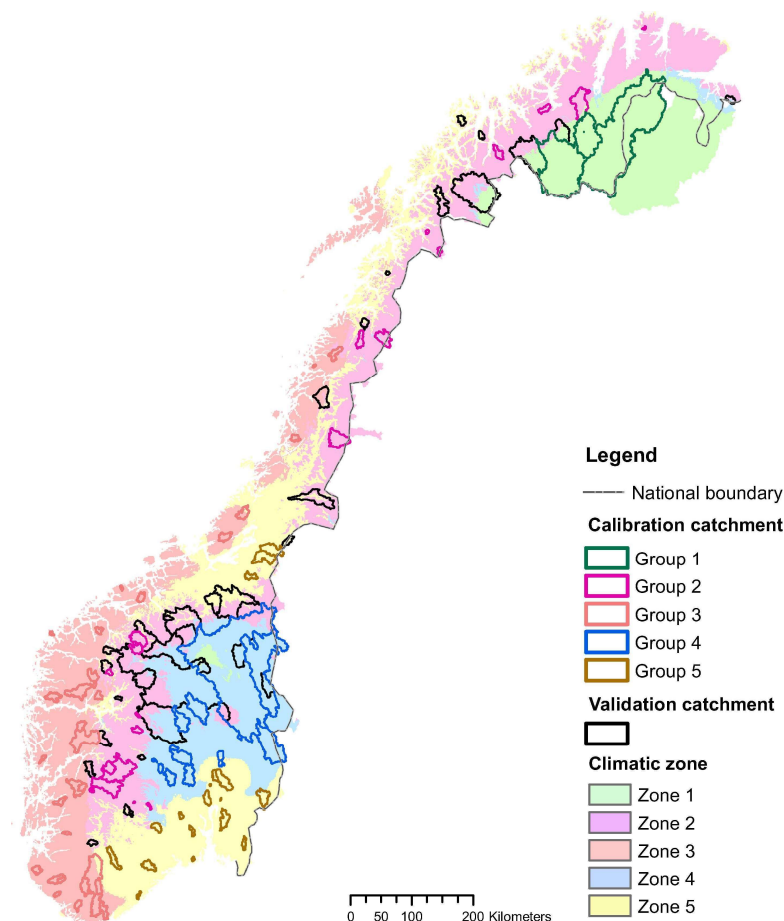 Legend
National boundary
Calibration catchment
Group 1
Group 2
Group 3
Group 4
Group 5
Validation catchment
Climatic zone
Zone 1
Zone 2
Zone 3
Zone 4
Zone 5
0 50 100 200 Kilometers